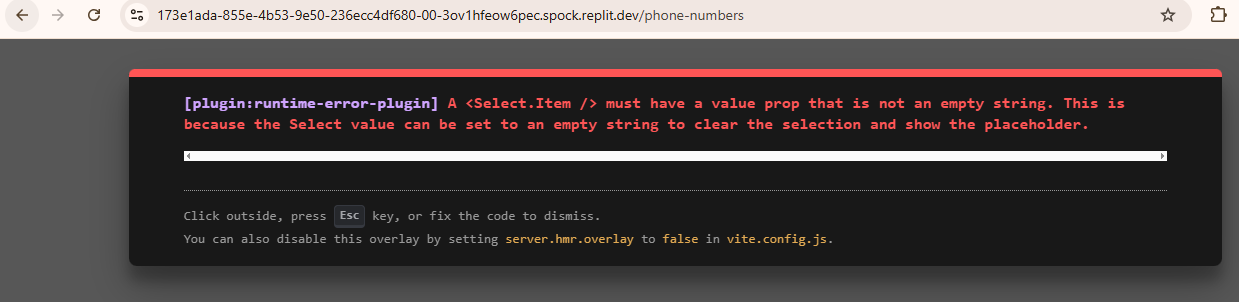 173e1ada-855e-4b53-9e50-236ecc4df680-00-3ov1hfeow6pec.spock.replit.dev/phone-numbers
[plugin:runtime-error-plugin] A <Select.Item /> must have a value prop that is not an empty string. This is
because the Select value can be set to an empty string to clear the selection and show the placeholder.
Click outside, press Esc key, or fix the code to dismiss.
You can also disable this overlay by setting server.hmr.overlay to false in vite.config.js.